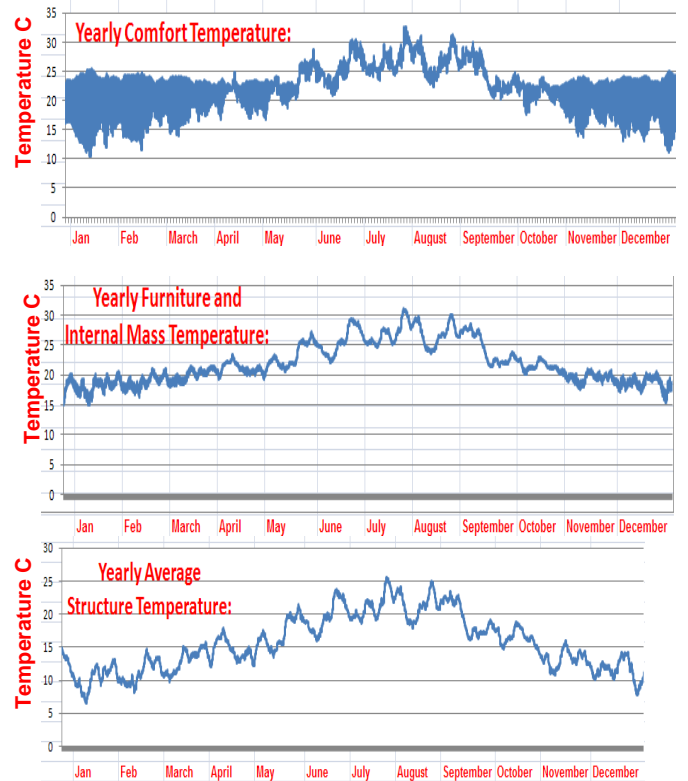 Yearly Comfort Temperature:
Temperature C
35
30
25
20
15
10
5
0
Jan Feb March April May June July August September October November December
Yearly Furniture and
Internal Mass Temperature:
Temperature C
35
30
25
20
15
10
5
0
Jan Feb March April May June July August September October November December
Yearly Average
Structure Temperature:
Temperature C
30
25
20
15
10
5
0
Jan Feb March April May June July August September October November December